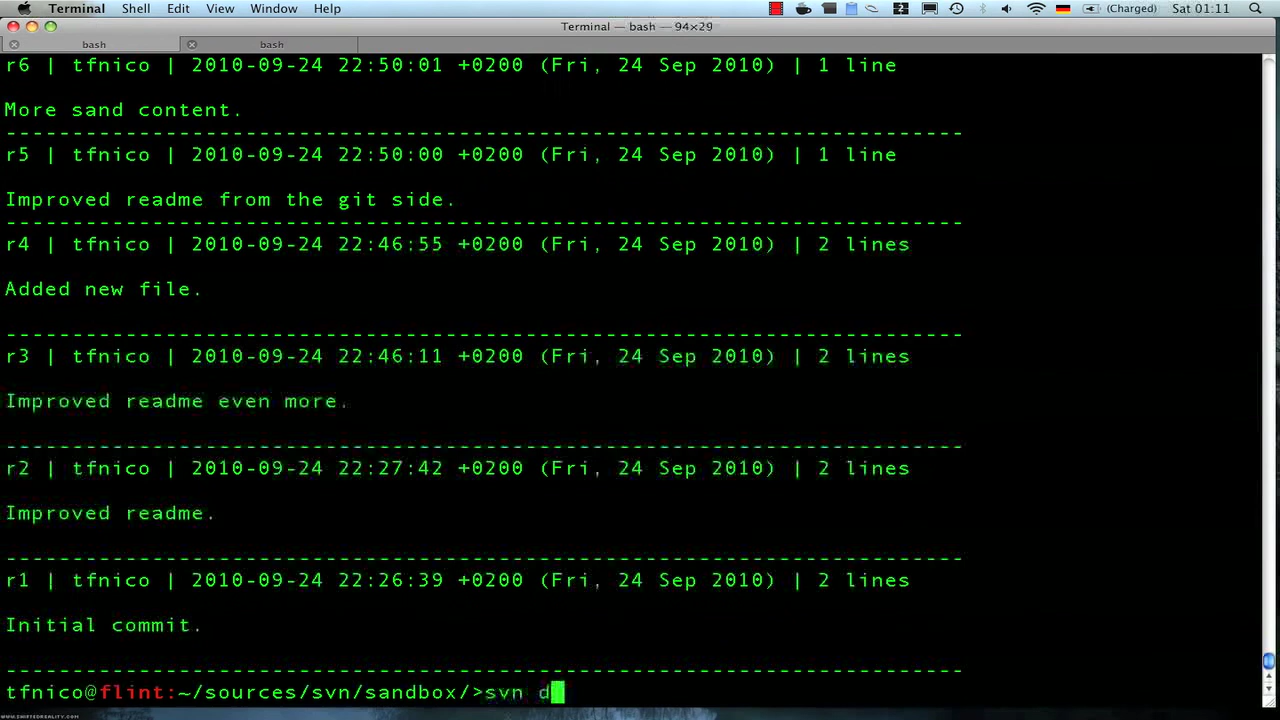 Terminal Shell Edit View Window Help 2 (Charged) Sat 01:11
Terminal — bash — 94×29
bash bash
r6 | tfnico | 2010-09-24 22:50:01 +0200 (Fri, 24 Sep 2010) | 1 line
More sand content.
------------------------------------------------------------------------
r5 | tfnico | 2010-09-24 22:50:00 +0200 (Fri, 24 Sep 2010) | 1 line
Improved readme from the git side.
------------------------------------------------------------------------
r4 | tfnico | 2010-09-24 22:46:55 +0200 (Fri, 24 Sep 2010) | 2 lines
Added new file.
------------------------------------------------------------------------
r3 | tfnico | 2010-09-24 22:46:11 +0200 (Fri, 24 Sep 2010) | 2 lines
Improved readme even more.
------------------------------------------------------------------------
r2 | tfnico | 2010-09-24 22:27:42 +0200 (Fri, 24 Sep 2010) | 2 lines
Improved readme.
------------------------------------------------------------------------
r1 | tfnico | 2010-09-24 22:26:39 +0200 (Fri, 24 Sep 2010) | 2 lines
Initial commit.
------------------------------------------------------------------------
tfnico@flint:~/sources/svn/sandbox/>svn d
WWW.SHIFTEDREALITY.COM